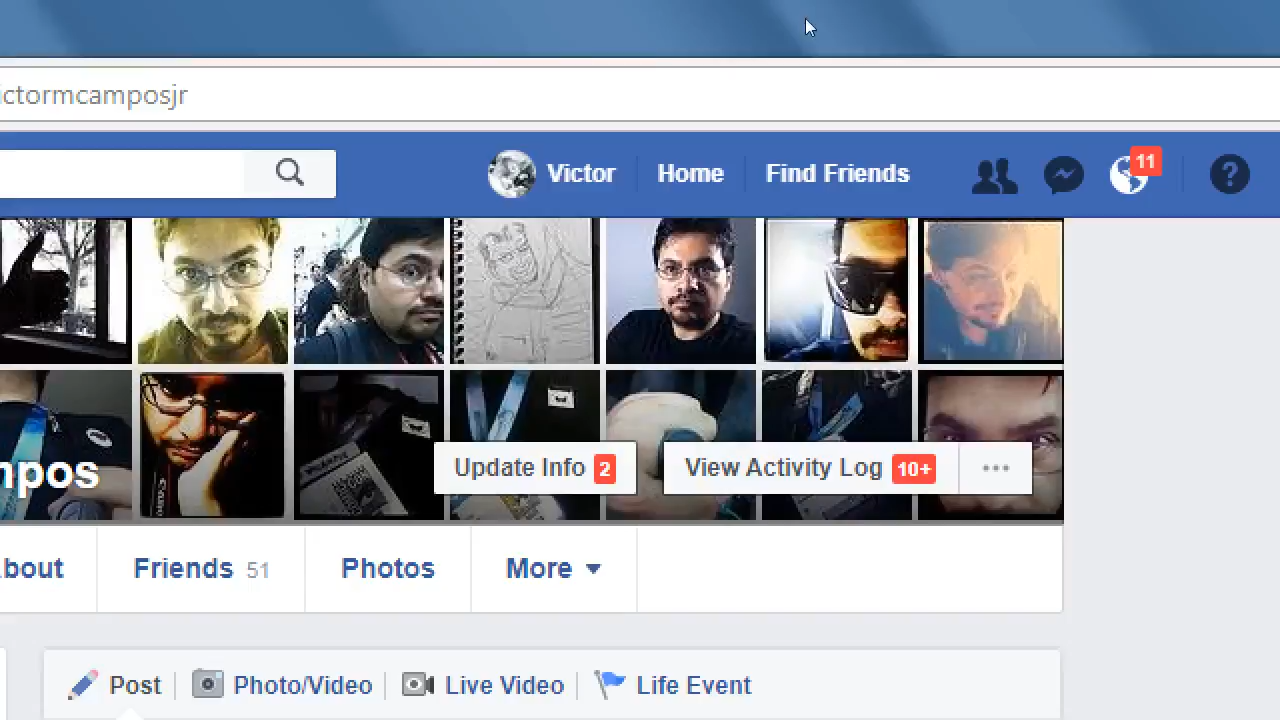 ictormcamposjr
Victor Home Find Friends 11 ?
mpos Update Info 2 View Activity Log 10+
bout Friends 51 Photos More
Post Photo/Video Live Video Life Event